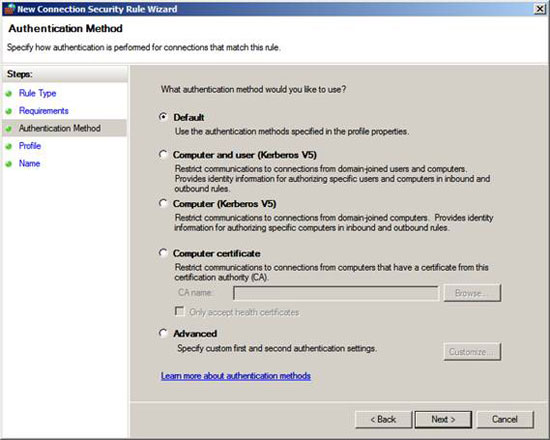 New Connection Security Rule Wizard
Authentication Method
Specify how authentication is performed for connections that match this rule.
Steps:
Rule Type
Requirements
Authentication Method
Profile
Name
What authentication method would you like to use?
Default
Use the authentication methods specified in the profile properties.
Computer and user (Kerberos V5)
Restrict communications to connections from domain-joined users and computers.
Provides identity information for authorizing specific users and computers in inbound and
outbound rules.
Computer (Kerberos V5)
Restrict communications to connections from domain-joined computers. Provides identity
information for authorizing specific computers in inbound and outbound rules.
Computer certificate
Restrict communications to connections from computers that have a certificate from this
certification authority (CA).
CA name:
Browse...
Only accept health certificates
Advanced
Specify custom first and second authentication settings.
Customize...
Learn more about authentication methods
< Back
Next >
Cancel